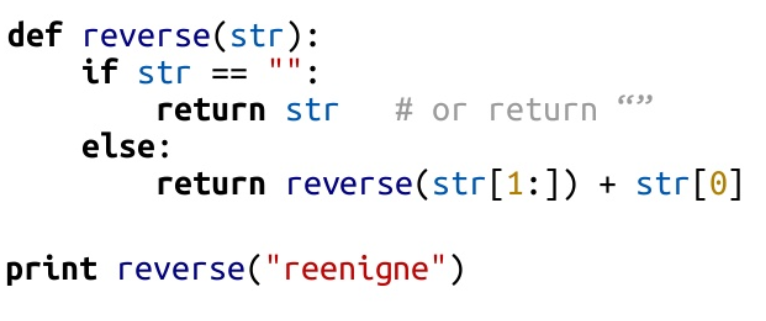 def reverse(str):
    if str == "":
        return str   # or return “”
    else:
        return reverse(str[1:]) + str[0]
print reverse("reenigne")